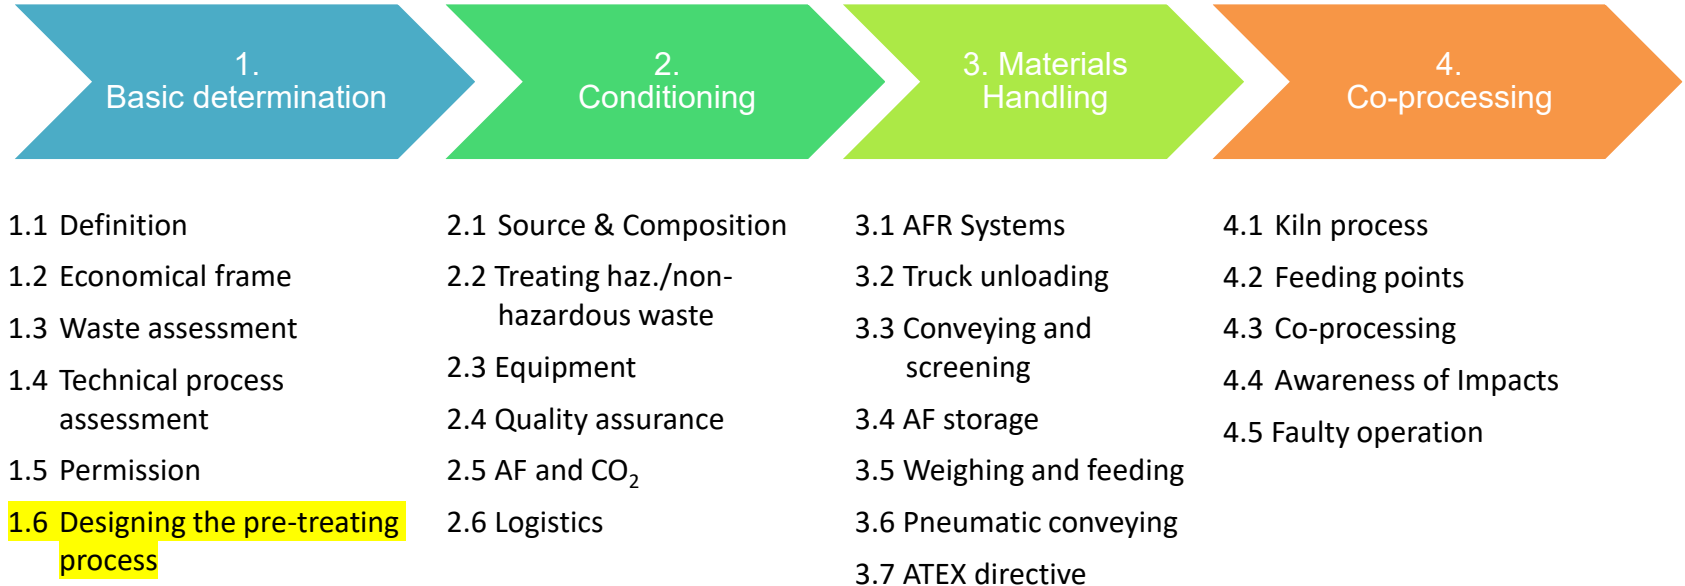 1.
Basic determination
2.
Conditioning
3. Materials
Handling
4.
Co-processing
1.1 Definition
1.2 Economical frame
1.3 Waste assessment
1.4 Technical process
assessment
1.5 Permission
1.6 Designing the pre-treating
process
2.1 Source & Composition
2.2 Treating haz./non-
hazardous waste
2.3 Equipment
2.4 Quality assurance
2.5 AF and CO₂
2.6 Logistics
3.1 AFR Systems
3.2 Truck unloading
3.3 Conveying and
screening
3.4 AF storage
3.5 Weighing and feeding
3.6 Pneumatic conveying
3.7 ATEX directive
4.1 Kiln process
4.2 Feeding points
4.3 Co-processing
4.4 Awareness of Impacts
4.5 Faulty operation